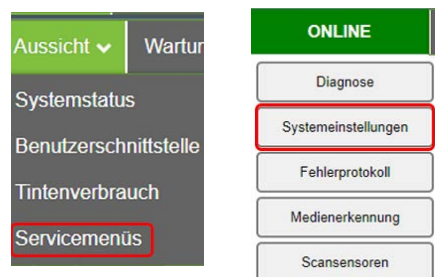 Aussicht
Systemstatus
Benutzerschnittstelle
Tintenverbrauch
Servicemenüs
ONLINE
Diagnose
Systemeinstellungen
Fehlerprotokoll
Medienerkennung
Scansensoren